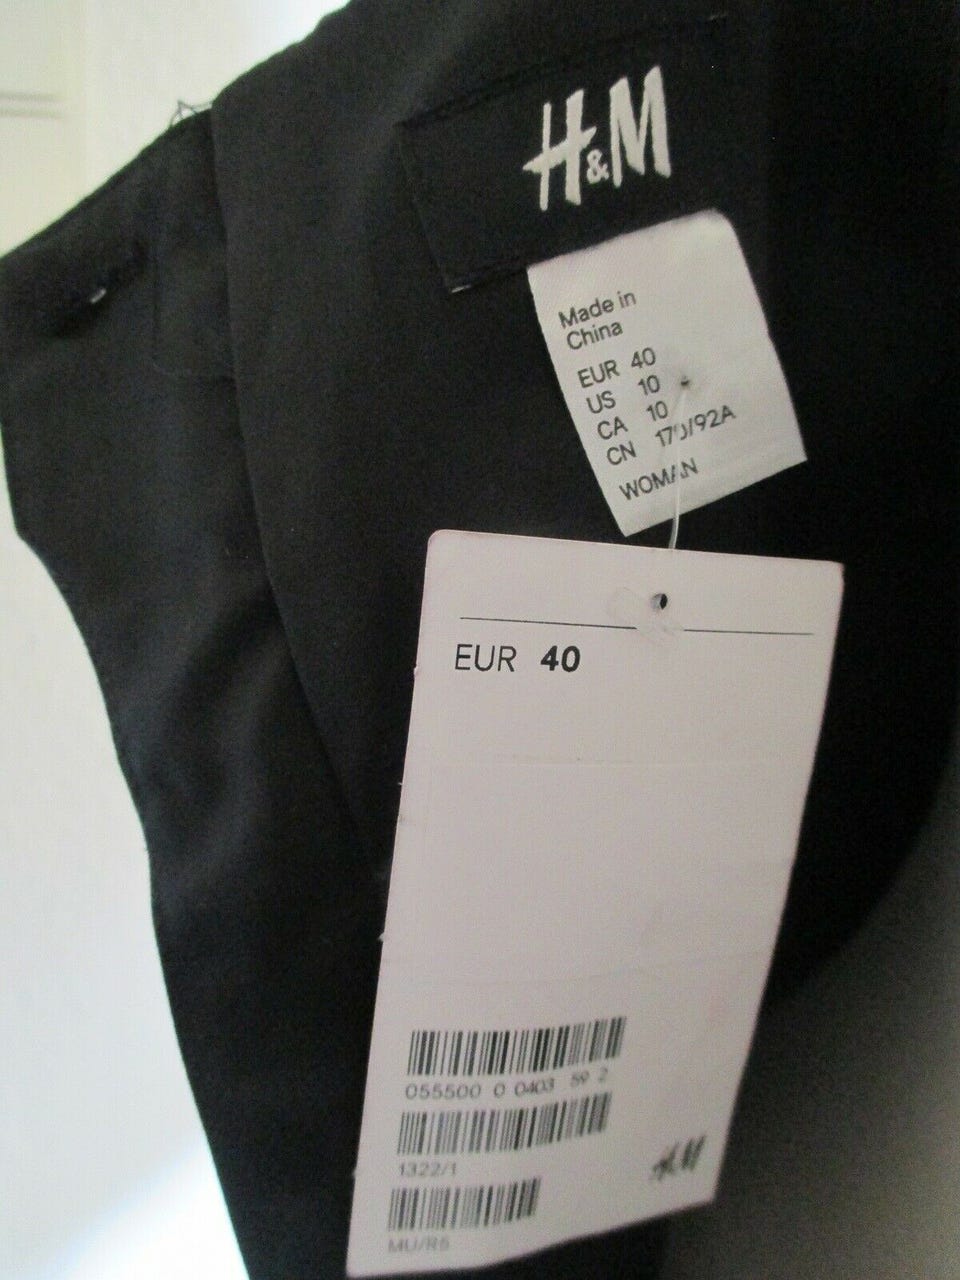 H&M
Made in
China
EUR 40
US 10
CA 10
CN 170/92A
WOMAN
EUR 40
055500 0 0403 59 2
1322/1
MU/R5
H&M